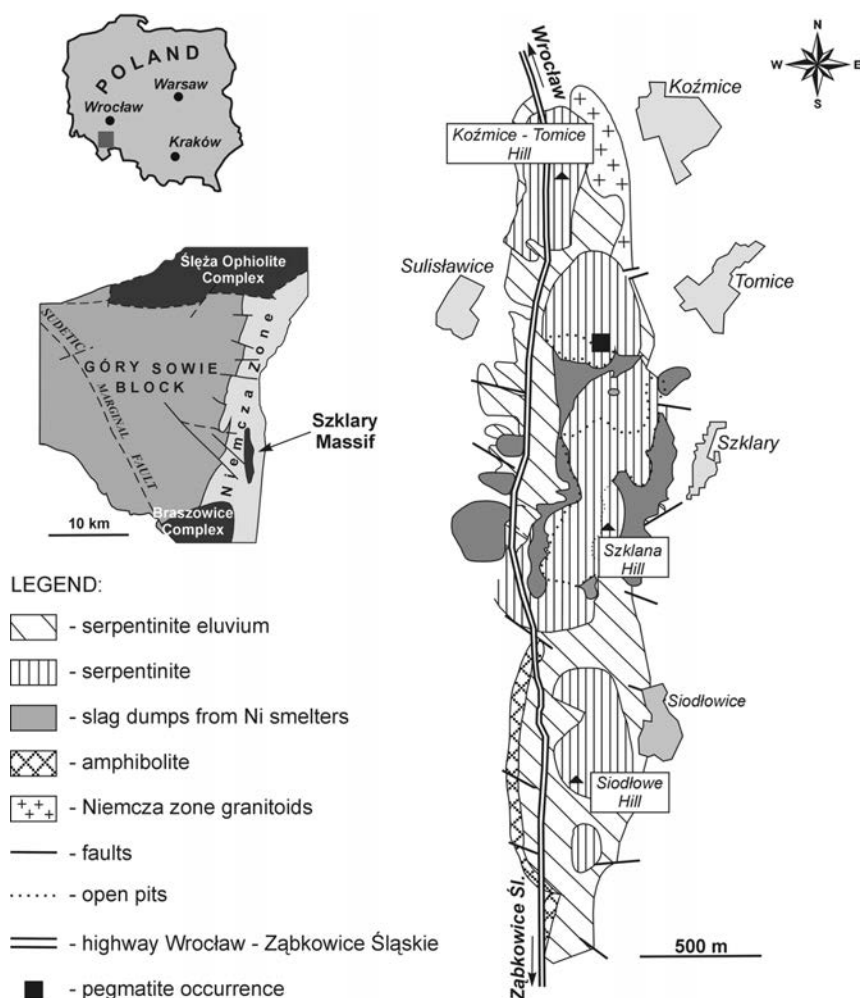 POLAND
Warsaw
Wrocław
Kraków
Ślęża Ophiolite
Complex
SUDETIC
MARGINAL
FAULT
GÓRY SOWIE
BLOCK
Niemcza Zone
Szklary
Massif
Braszowice
Complex
10 km
LEGEND:
- serpentinite eluvium
- serpentinite
- slag dumps from Ni smelters
- amphibolite
- Niemcza zone granitoids
- faults
- open pits
- highway Wrocław - Ząbkowice Śląskie
- pegmatite occurrence
N
W
E
S
Wrocław
Koźmice
Koźmice - Tomice
Hill
Sulisławice
Tomice
Szklary
Szklana
Hill
Siodłowice
Siodłowe
Hill
Ząbkowice Śl.
500 m